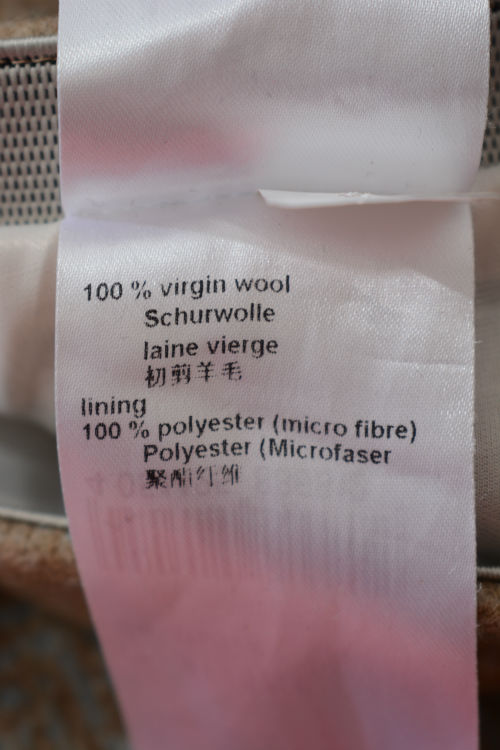 100 % virgin wool
Schurwolle
laine vierge
初剪羊毛
lining
100 % polyester (micro fibre)
Polyester (Microfaser
聚酯纤维